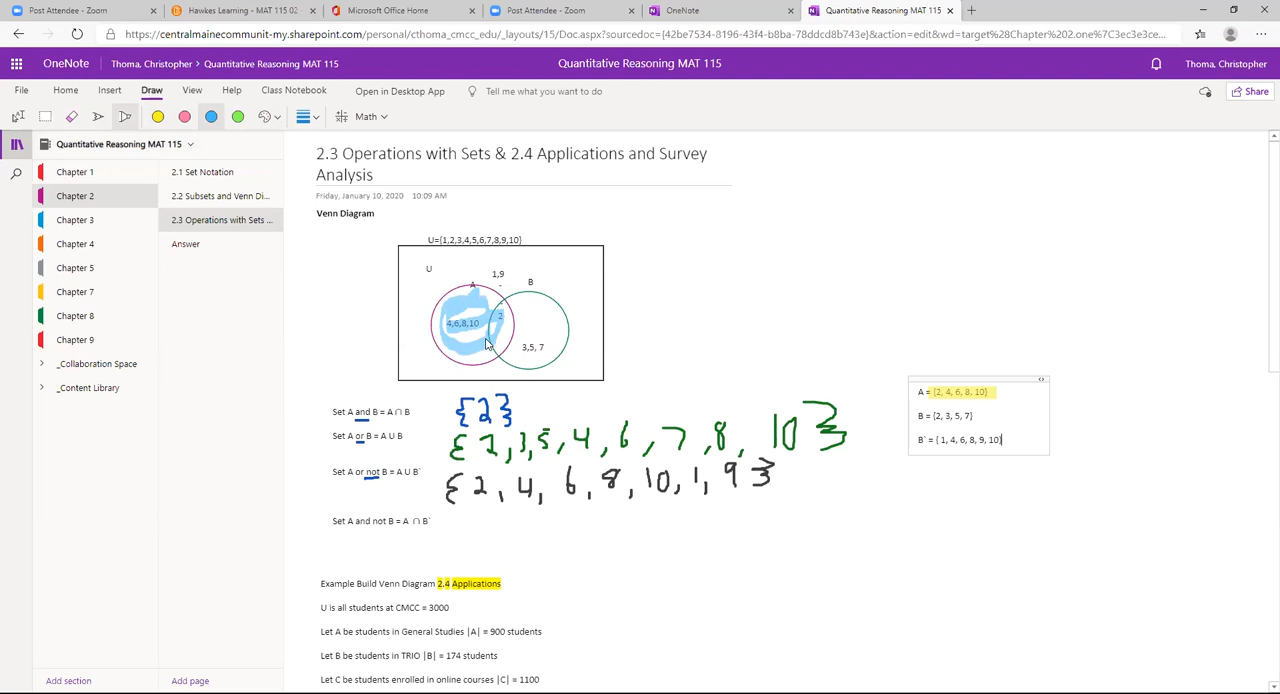 Post Attendee - Zoom
Hawkes Learning - MAT 115 02 -
Microsoft Office Home
Post Attendee - Zoom
OneNote
Quantitative Reasoning MAT 115
https://centralmainecommunit-my.sharepoint.com/personal/cthoma_cmcc_edu/_layouts/15/Doc.aspx?sourcedoc={42be7534-8196-43f4-b8ba-78ddcd8b743e}&action=edit&wd=target%28Chapter%202.one%7C3ec3e3ce...
OneNote
Thoma, Christopher > Quantitative Reasoning MAT 115
Quantitative Reasoning MAT 115
Thoma, Christopher
File Home Insert Draw View Help Class Notebook Open in Desktop App Tell me what you want to do Share
Math
Quantitative Reasoning MAT 115
Chapter 1
Chapter 2
Chapter 3
Chapter 4
Chapter 5
Chapter 7
Chapter 8
Chapter 9
_Collaboration Space
_Content Library
Add section
2.1 Set Notation
2.2 Subsets and Venn Di...
2.3 Operations with Sets ...
Answer
Add page
2.3 Operations with Sets & 2.4 Applications and Survey
Analysis
Friday, January 10, 2020 10:09 AM
Venn Diagram
U={1,2,3,4,5,6,7,8,9,10}
U
1,9
A
B
4,6,8,10
2
3,5, 7
Set A and B = A ∩ B {2}
Set A or B = A U B {2,3,5,4,6,7,8,10}
Set A or not B = A U B` {2,4,6,8,10,1,9}
Set A and not B = A ∩ B`
A = {2, 4, 6, 8, 10}
B = {2, 3, 5, 7}
B` = { 1, 4, 6, 8, 9, 10}
Example Build Venn Diagram 2.4 Applications
U is all students at CMCC = 3000
Let A be students in General Studies |A| = 900 students
Let B be students in TRIO |B| = 174 students
Let C be students enrolled in online courses |C| = 1100